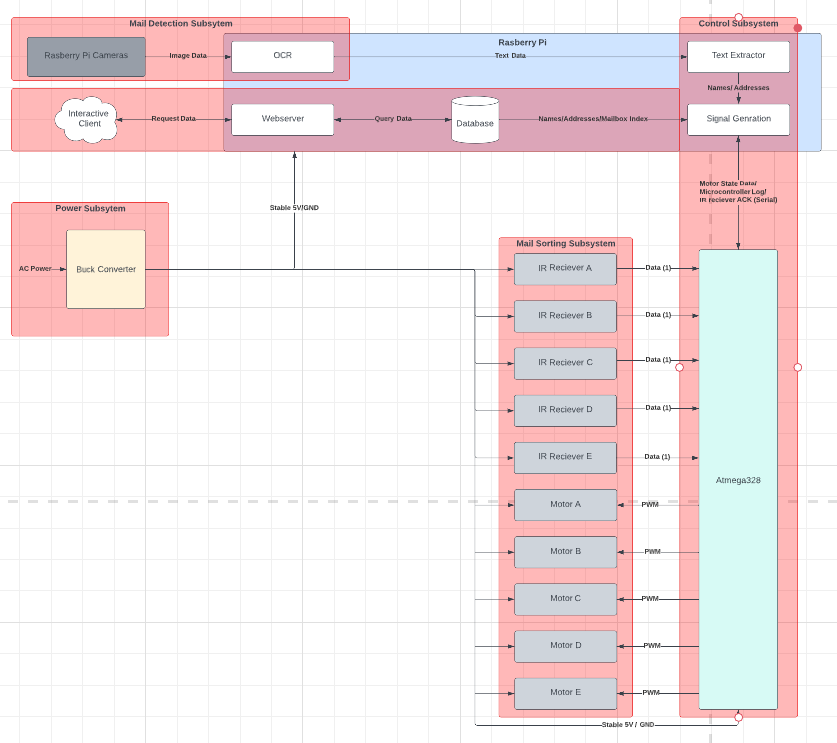 Mail Detection Subsytem
Control Subsystem
Rasberry Pi
Rasberry Pi Cameras
Image Data
OCR
Text Data
Text Extractor
Names/ Addresses
Interactive
Client
Request Data
Webserver
Query Data
Database
Names/Addresses/Mailbox Index
Signal Genration
Motor State Data/
Microcontroller Log/
IR reciever ACK (Serial)
Stable 5V/GND
Power Subsytem
AC Power
Buck Converter
Mail Sorting Subsystem
IR Reciever A
Data (1)
IR Reciever B
Data (1)
IR Reciever C
Data (1)
IR Reciever D
Data (1)
IR Reciever E
Data (1)
Atmega328
Motor A
PWM
Motor B
PWM
Motor C
PWM
Motor D
PWM
Motor E
PWM
Stable 5V / GND